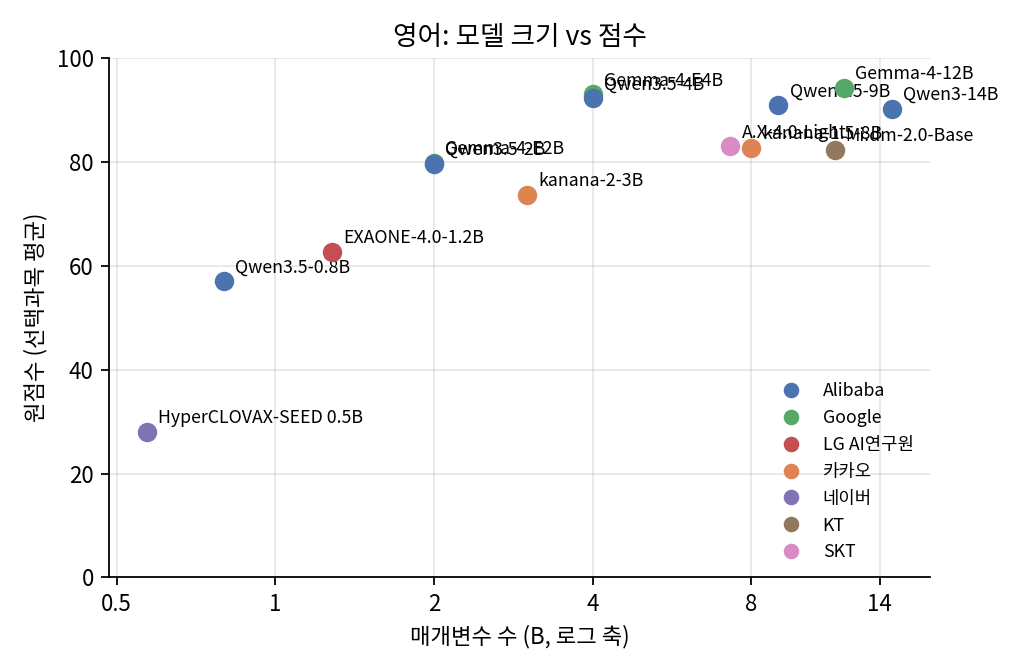 영어: 모델 크기 vs 점수
원점수 (선택과목 평균)
100
80
60
40
20
0
Gemma-4-12B
Gemma-4-E4B
Qwen3.5-4B
Qwen3.5-9B
Qwen3-14B
A.X-4.0-Light
kanana-1.5-8B
Mi:dm-2.0-Base
Gemma-4-E2B
Qwen3.5-2B
kanana-2-3B
EXAONE-4.0-1.2B
Qwen3.5-0.8B
HyperCLOVAX-SEED 0.5B
Alibaba
Google
LG AI연구원
카카오
네이버
KT
SKT
0.5 1 2 4 8 14
매개변수 수 (B, 로그 축)